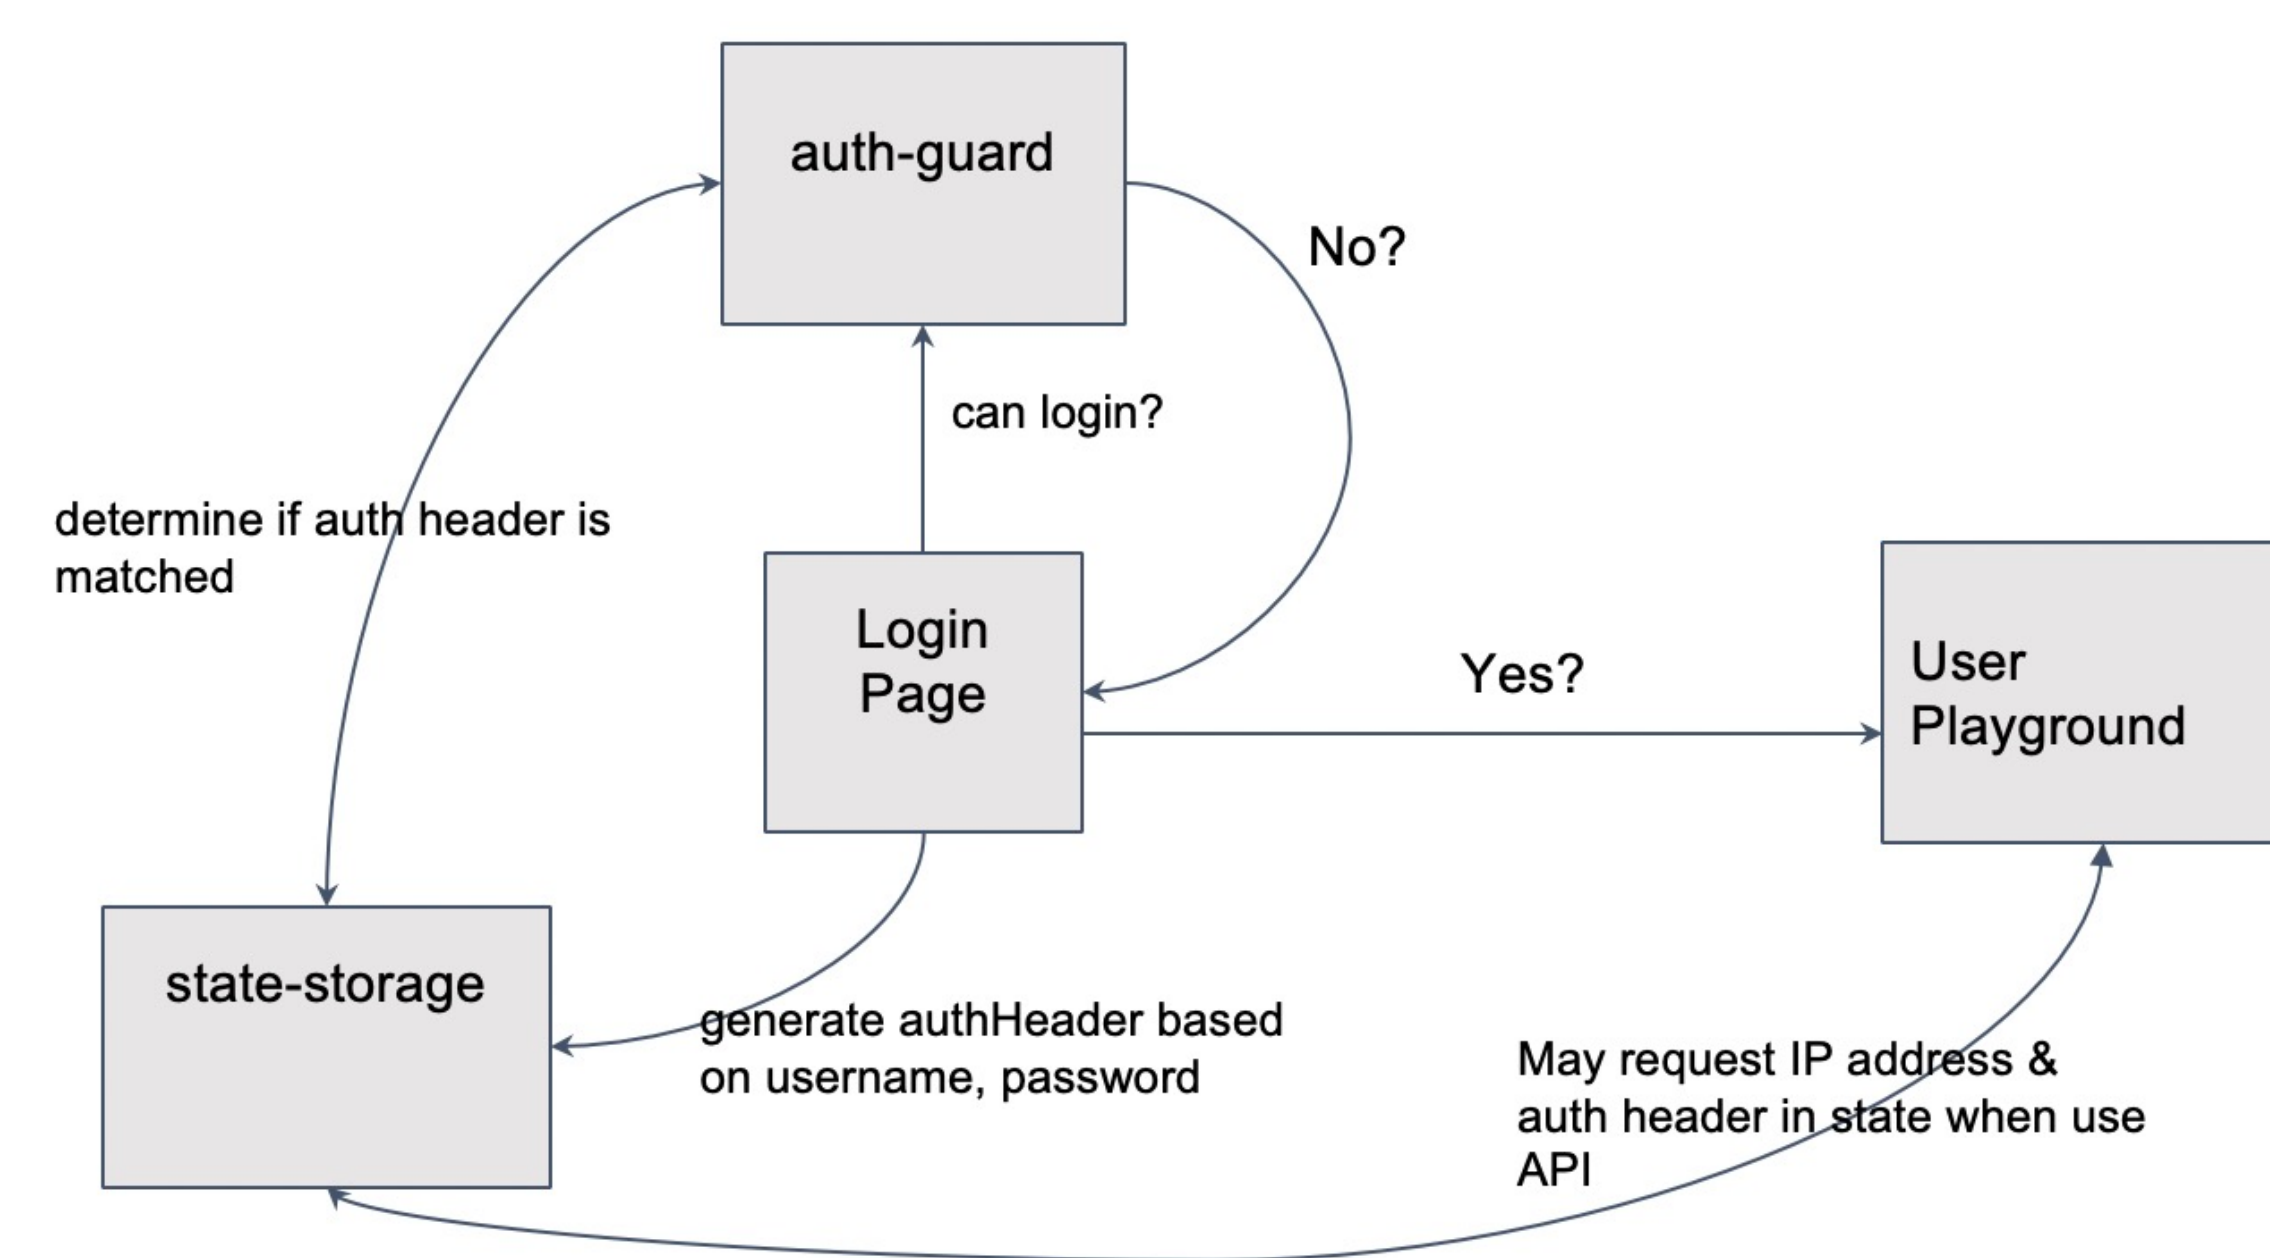 auth-guard
No?
can login?
determine if auth header is
matched
Login
Page
Yes?
User
Playground
state-storage
generate authHeader based
on username, password
May request IP address &
auth header in state when use
API